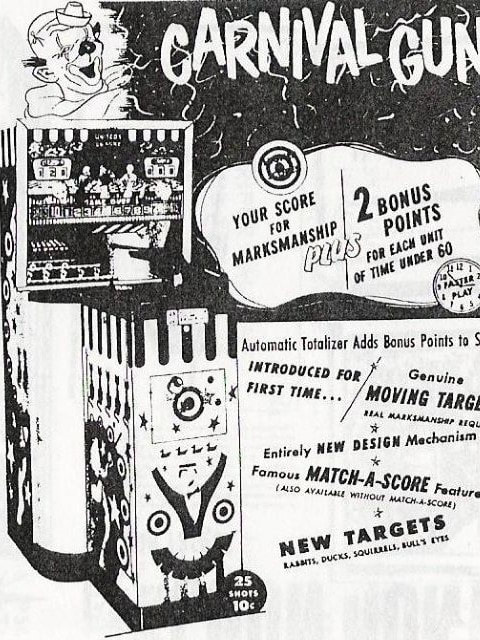 CARNIVAL GUN
YOUR SCORE
FOR
MARKSMANSHIP
PLUS
2 BONUS
POINTS
FOR EACH UNIT
OF TIME UNDER 60
FASTER
PLAY
Automatic Totalizer Adds Bonus Points to S
INTRODUCED FOR
FIRST TIME...
Genuine
MOVING TARGE
REAL MARKSMANSHIP REQU
Entirely NEW DESIGN Mechanism
Famous MATCH-A-SCORE Feature
(ALSO AVAILABLE WITHOUT MATCH-A-SCORE)
NEW TARGETS
RABBITS, DUCKS, SQUIRRELS, BULL'S EYES
25
SHOTS
10¢